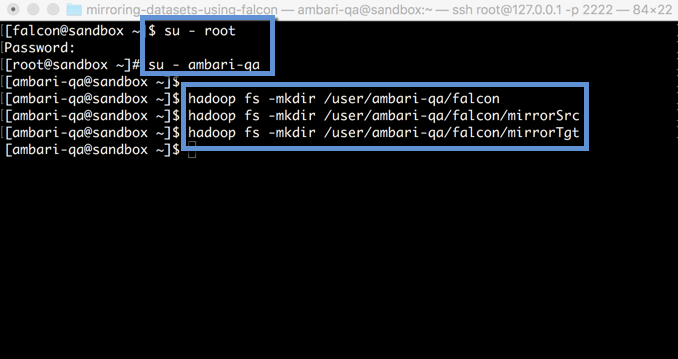 mirroring-datasets-using-falcon — ambari-qa@sandbox:~ — ssh root@127.0.0.1 -p 2222 — 84×22
[[falcon@sandbox ~]$ su - root
Password:
[[root@sandbox ~]# su - ambari-qa
[[ambari-qa@sandbox ~]$
[[ambari-qa@sandbox ~]$ hadoop fs -mkdir /user/ambari-qa/falcon
[[ambari-qa@sandbox ~]$ hadoop fs -mkdir /user/ambari-qa/falcon/mirrorSrc
[[ambari-qa@sandbox ~]$ hadoop fs -mkdir /user/ambari-qa/falcon/mirrorTgt
[ambari-qa@sandbox ~]$